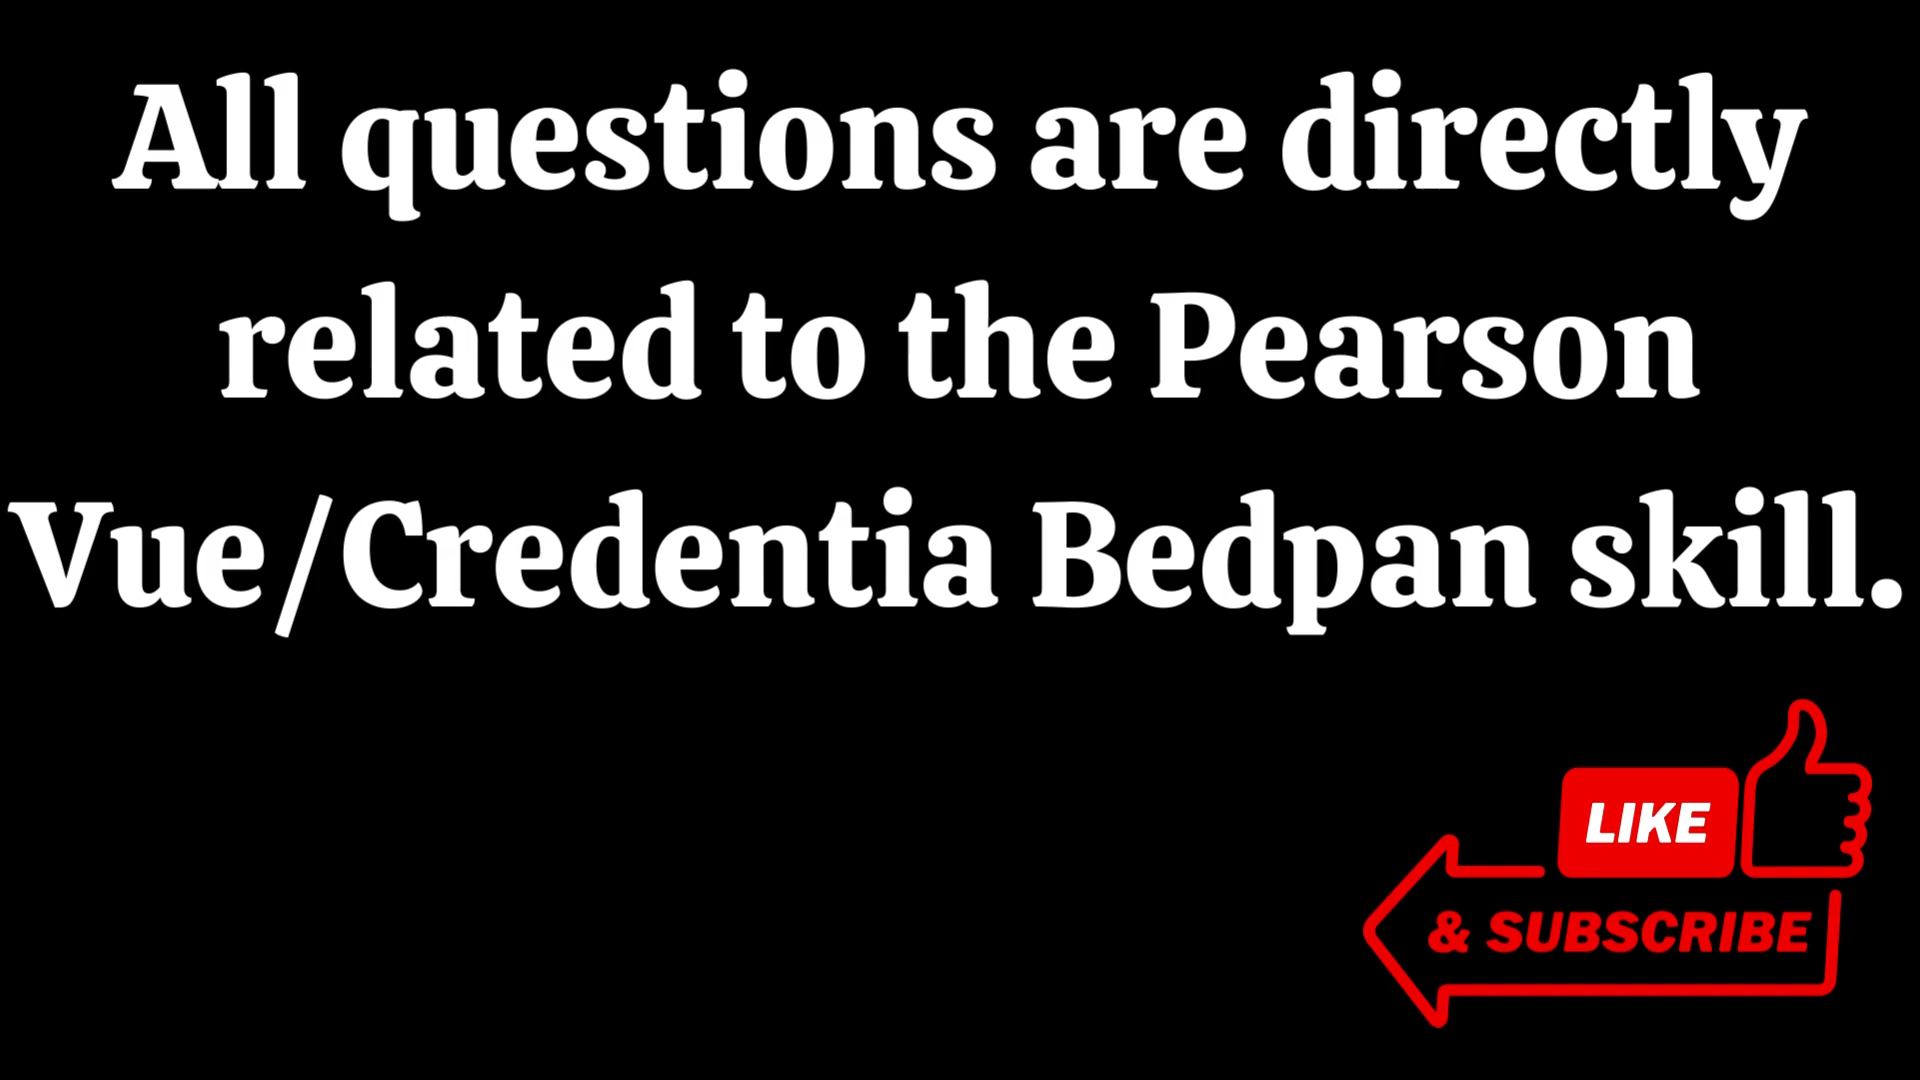 All questions are directly
related to the Pearson
Vue/Credentia Bedpan skill.
LIKE
& SUBSCRIBE